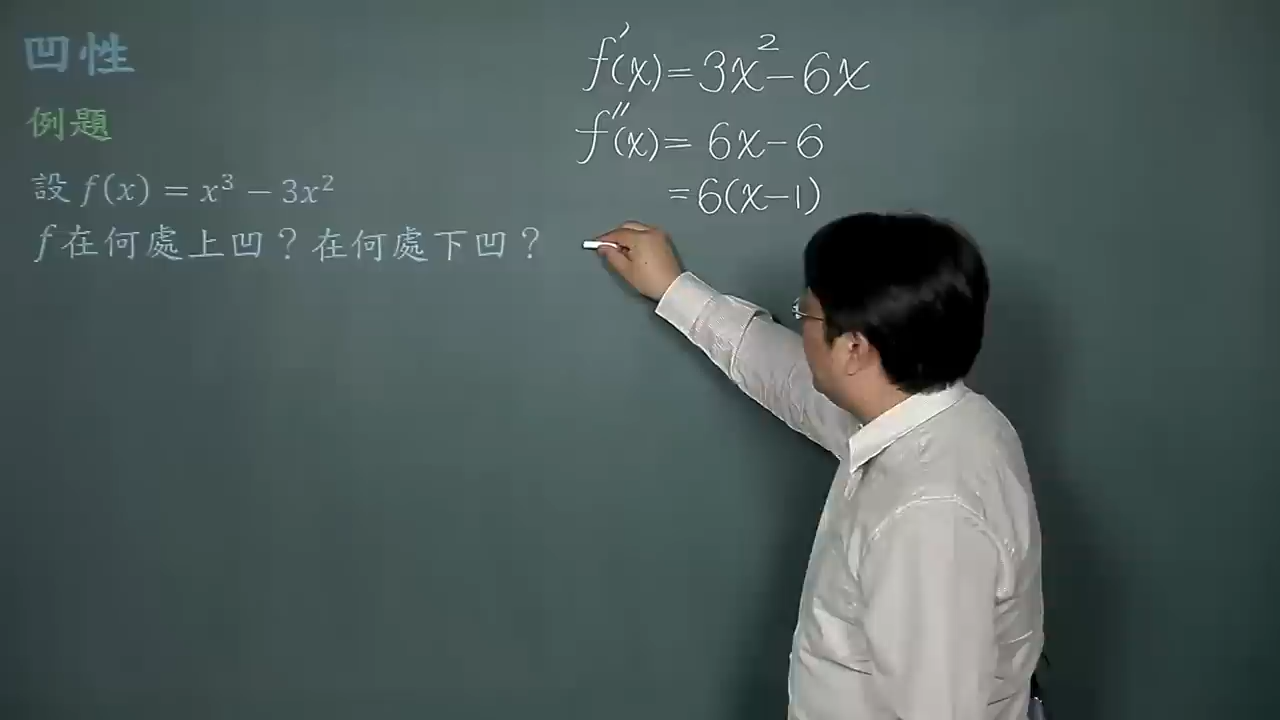 凹性
例題
設 f(x) = x³ − 3x²
f 在何處上凹？在何處下凹？
f′(x) = 3x² − 6x
f″(x) = 6x − 6
= 6(x − 1)